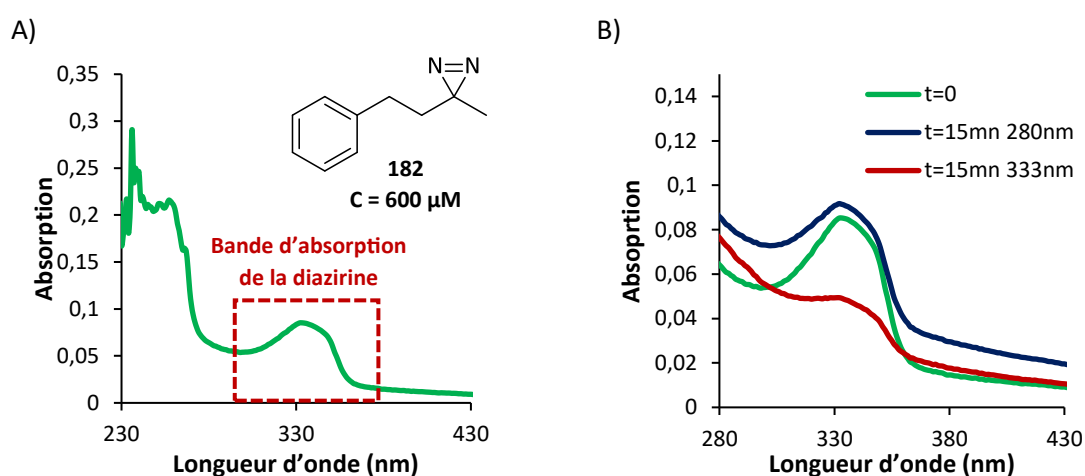 A)
0,35
0,3
0,25
0,2
0,15
0,1
0,05
0
Absorption
N=N
182
C = 600 µM
Bande d’absorption
de la diazirine
230
330
430
Longueur d’onde (nm)
B)
0,14
0,12
0,1
0,08
0,06
0,04
0,02
0,00
Absoprtion
t=0
t=15mn 280nm
t=15mn 333nm
280
330
380
430
Longueur d’onde (nm)